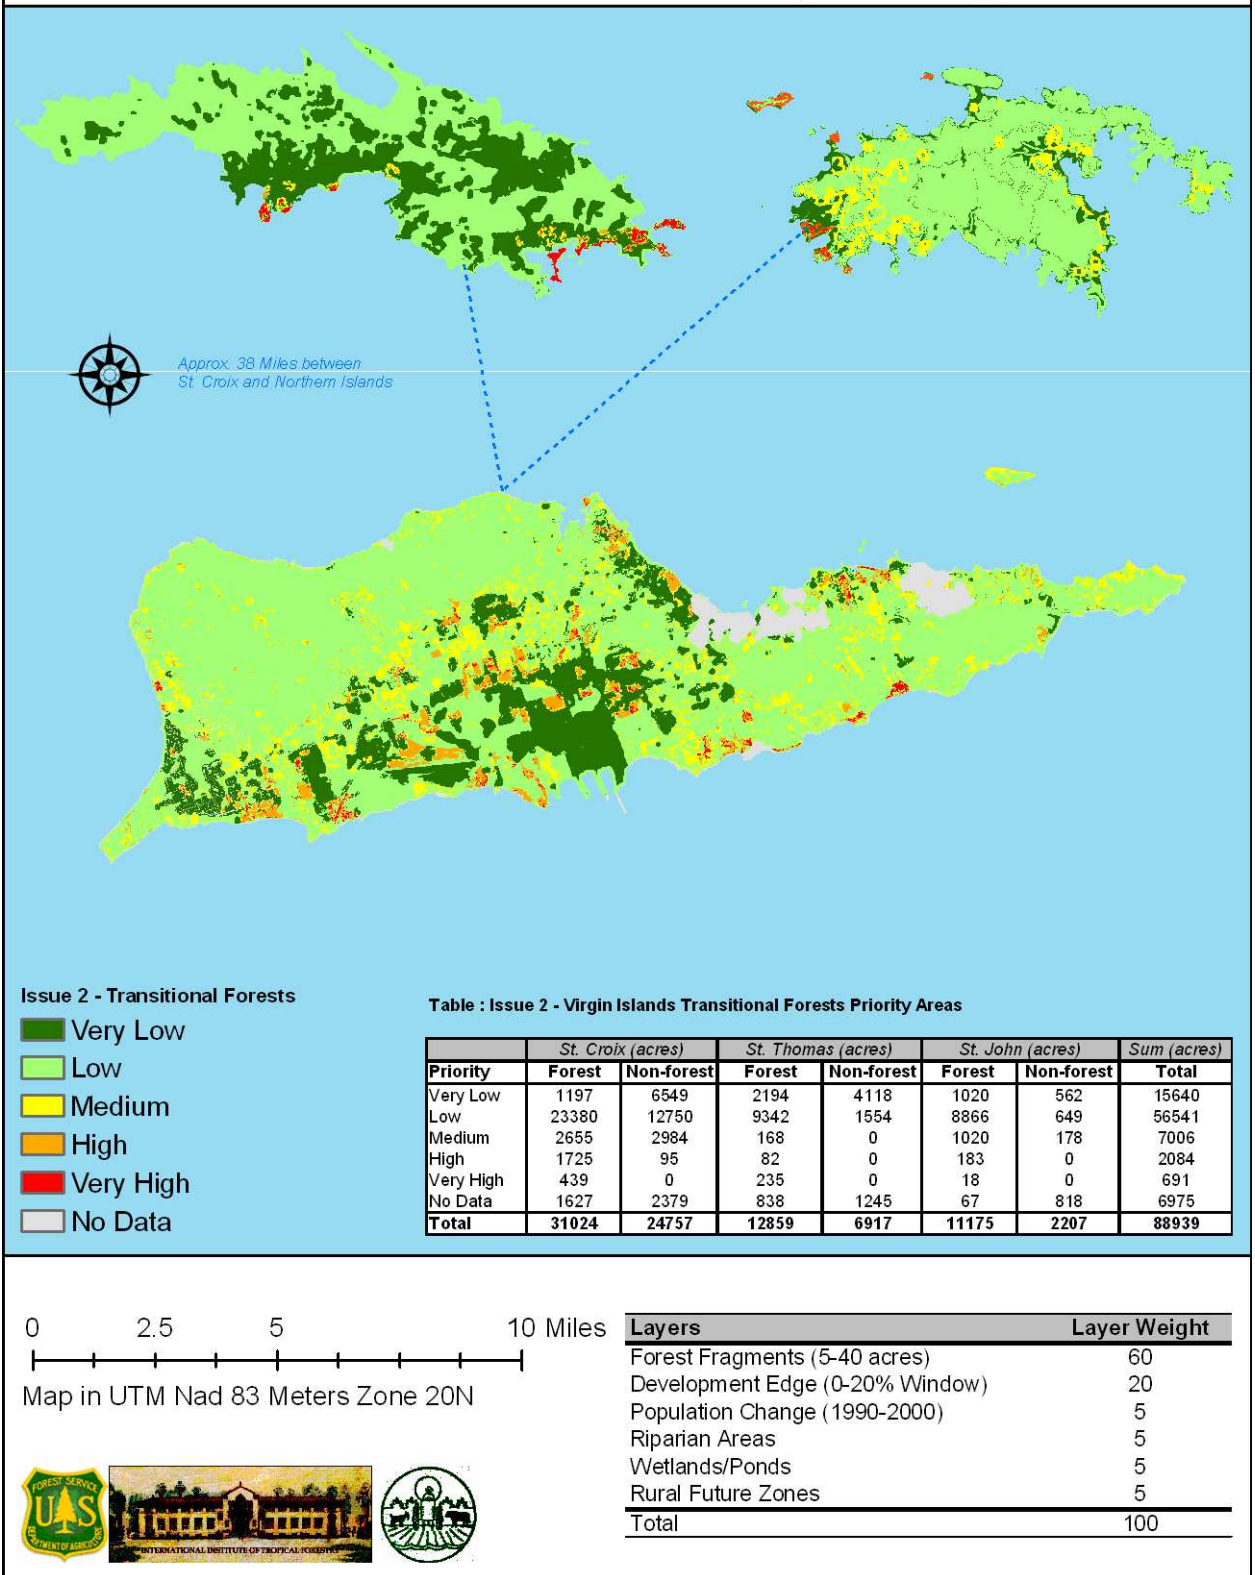 Approx. 38 Miles between
St. Croix and Northern Islands
Issue 2 - Transitional Forests
Very Low
Low
Medium
High
Very High
No Data
Table : Issue 2 - Virgin Islands Transitional Forests Priority Areas
St. Croix (acres) St. Thomas (acres) St. John (acres) Sum (acres)
Priority Forest Non-forest Forest Non-forest Forest Non-forest Total
Very Low 1197 6549 2194 4118 1020 562 15640
Low 23380 12750 9342 1554 8866 649 56541
Medium 2655 2984 168 0 1020 178 7006
High 1725 95 82 0 183 0 2084
Very High 439 0 235 0 18 0 691
No Data 1627 2379 838 1245 67 818 6975
Total 31024 24757 12859 6917 11175 2207 88939
0 2.5 5 10 Miles
Map in UTM Nad 83 Meters Zone 20N
Layers Layer Weight
Forest Fragments (5-40 acres) 60
Development Edge (0-20% Window) 20
Population Change (1990-2000) 5
Riparian Areas 5
Wetlands/Ponds 5
Rural Future Zones 5
Total 100
FOREST SERVICE
U S
DEPARTMENT OF AGRICULTURE
INTERNATIONAL INSTITUTE OF TROPICAL FORESTRY